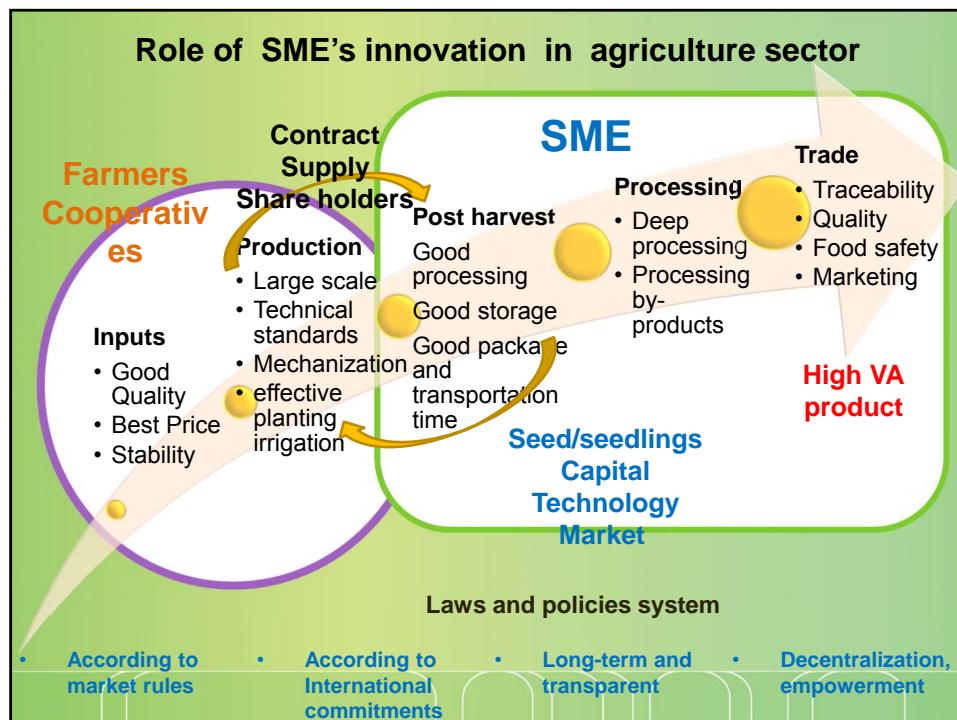 Role of SME's innovation in agriculture sector
Farmers
Cooperativ
es
Inputs
• Good
Quality
• Best Price
• Stability
Contract
Supply
Share holders
Production
• Large scale
• Technical
standards
• Mechanization
• effective
planting
irrigation
SME
Post harvest
Good
processing
Good storage
Good package
and
transportation
time
Processing
• Deep
processing
• Processing
by-
products
Trade
• Traceability
• Quality
• Food safety
• Marketing
High VA
product
Seed/seedlings
Capital
Technology
Market
Laws and policies system
• According to
market rules
• According to
International
commitments
• Long-term and
transparent
• Decentralization,
empowerment